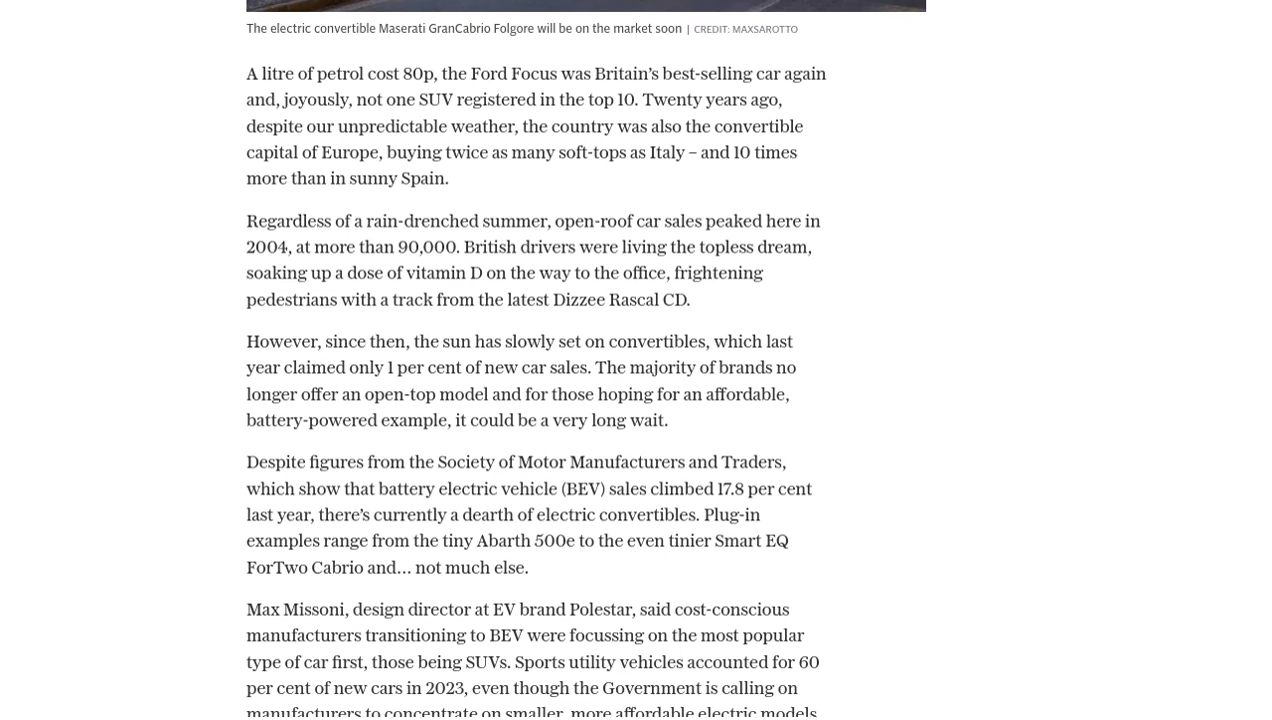 The electric convertible Maserati GranCabrio Folgore will be on the market soon | CREDIT: MAXSAROTTO
A litre of petrol cost 80p, the Ford Focus was Britain’s best-selling car again
and, joyously, not one SUV registered in the top 10. Twenty years ago,
despite our unpredictable weather, the country was also the convertible
capital of Europe, buying twice as many soft-tops as Italy – and 10 times
more than in sunny Spain.
Regardless of a rain-drenched summer, open-roof car sales peaked here in
2004, at more than 90,000. British drivers were living the topless dream,
soaking up a dose of vitamin D on the way to the office, frightening
pedestrians with a track from the latest Dizzee Rascal CD.
However, since then, the sun has slowly set on convertibles, which last
year claimed only 1 per cent of new car sales. The majority of brands no
longer offer an open-top model and for those hoping for an affordable,
battery-powered example, it could be a very long wait.
Despite figures from the Society of Motor Manufacturers and Traders,
which show that battery electric vehicle (BEV) sales climbed 17.8 per cent
last year, there’s currently a dearth of electric convertibles. Plug-in
examples range from the tiny Abarth 500e to the even tinier Smart EQ
ForTwo Cabrio and… not much else.
Max Missoni, design director at EV brand Polestar, said cost-conscious
manufacturers transitioning to BEV were focussing on the most popular
type of car first, those being SUVs. Sports utility vehicles accounted for 60
per cent of new cars in 2023, even though the Government is calling on
manufacturers to concentrate on smaller, more affordable electric models